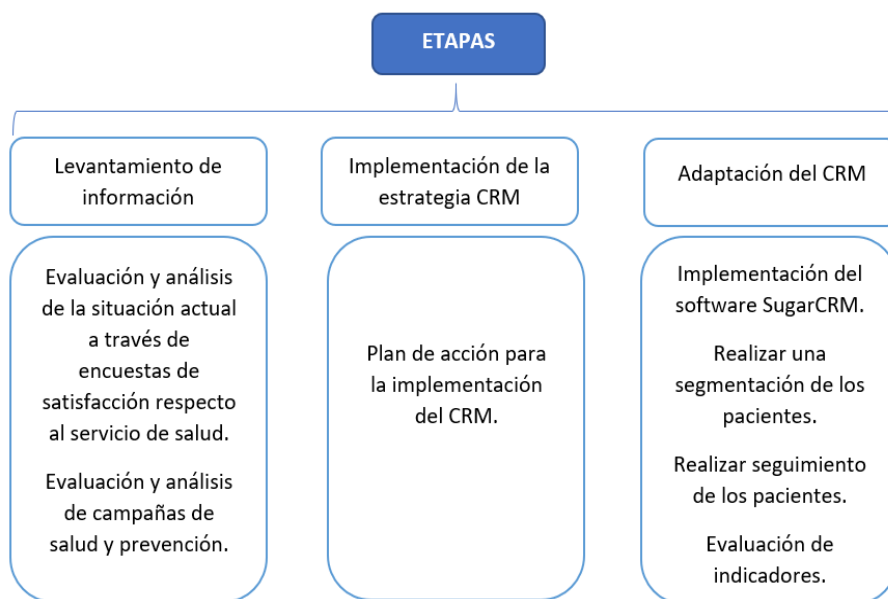 ETAPAS
Levantamiento de
información
Evaluación y análisis
de la situación actual
a través de
encuestas de
satisfacción respecto
al servicio de salud.
Evaluación y análisis
de campañas de
salud y prevención.
Implementación de la
estrategia CRM
Plan de acción para
la implementación
del CRM.
Adaptación del CRM
Implementación del
software SugarCRM.
Realizar una
segmentación de los
pacientes.
Realizar seguimiento
de los pacientes.
Evaluación de
indicadores.